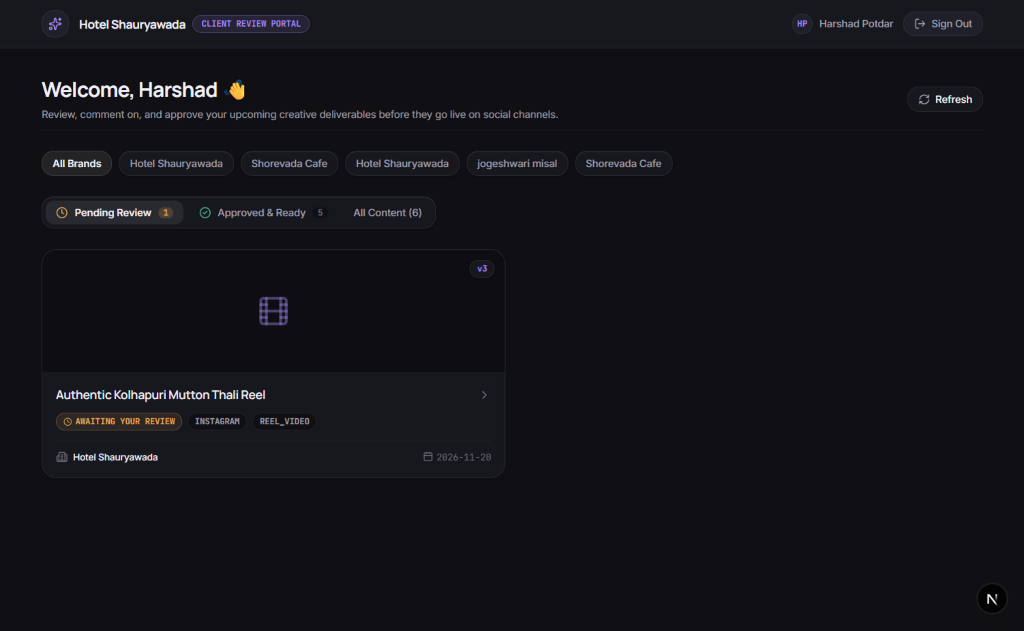 Hotel Shauryawada CLIENT REVIEW PORTAL HP Harshad Potdar Sign Out
Welcome, Harshad 👋
Review, comment on, and approve your upcoming creative deliverables before they go live on social channels.
Refresh
All Brands Hotel Shauryawada Shorevada Cafe Hotel Shauryawada jogeshwari misal Shorevada Cafe
Pending Review 1 Approved & Ready 5 All Content (6)
v3
Authentic Kolhapuri Mutton Thali Reel
AWAITING YOUR REVIEW INSTAGRAM REEL_VIDEO
Hotel Shauryawada 2026-11-20
N